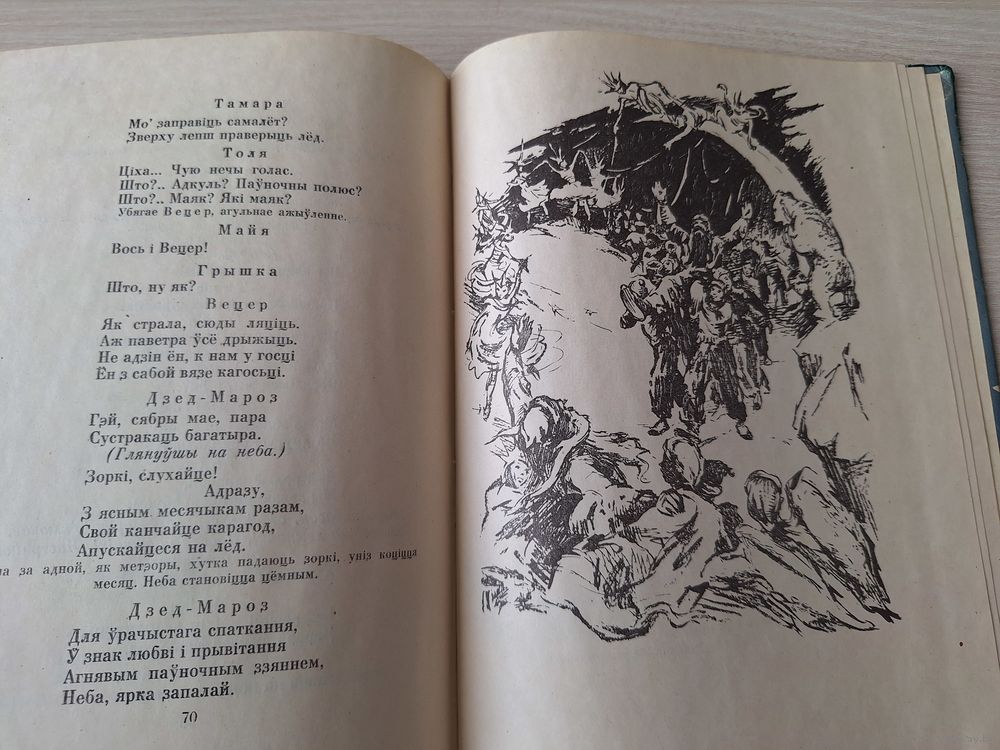 Тамара
Мо' заправіць самалёт?
Зверху лепш праверыць лёд.
Толя
Ціха... Чую нечы голас.
Што?.. Адкуль? Паўночны полюс?
Што?.. Маяк? Які маяк?
Убягае Вецер, агульнае ажыўленне.
Майя
Вось і Вецер!
Грышка
Што, ну як?
Вецер
Як страла, сюды ляціць.
Аж паветра ўсё дрыжыць.
Не адзін ён, к нам у госці
Ён з сабой вязе кагосьці.
Дзед-Мароз
Гэй, сябры мае, пара
Сустракаць багатыра.
(Глянуўшы на неба.)
Зоркі, слухайце!
Адразу,
З ясным месячыкам разам,
Свой канчайце карагод,
Апускайцеся на лёд.
за адной, як метэоры, хутка падаюць зоркі, уніз коціцца
месяц. Неба становіцца цёмным.
Дзед-Мароз
Для ўрачыстага спаткання,
Ў знак любві і прывітання
Агнявым паўночным ззяннем,
Неба, ярка запалай.
70